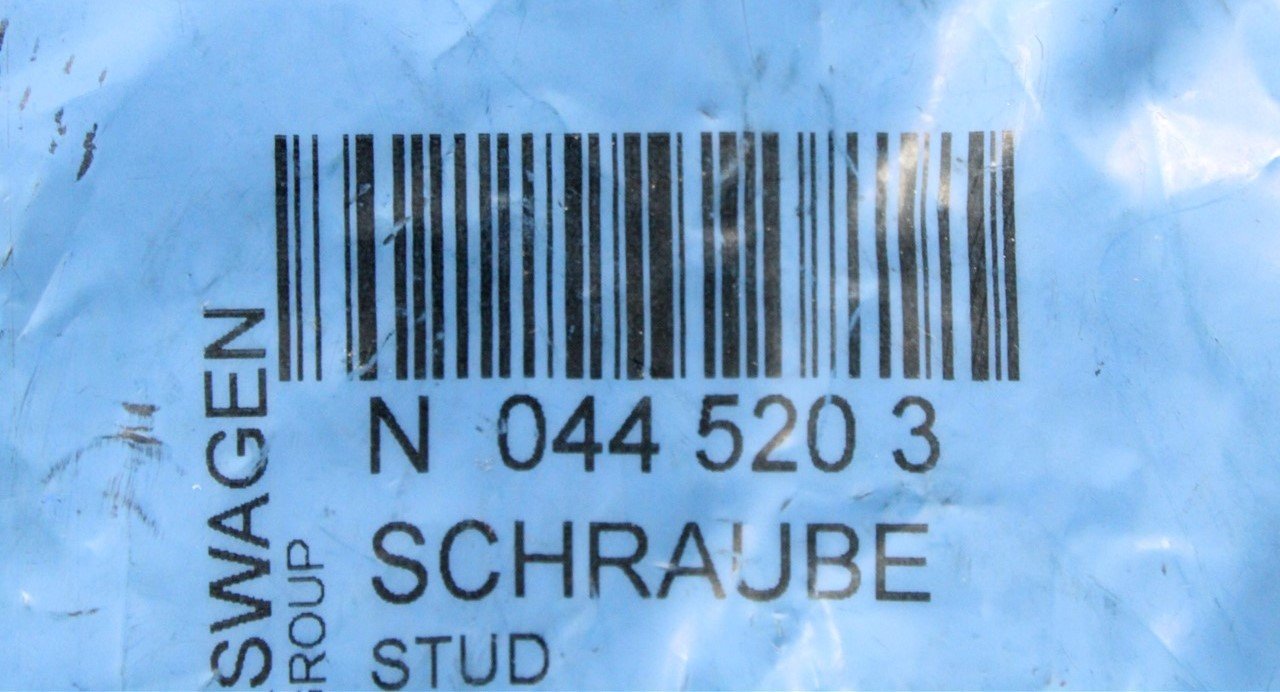 N 044 520 3
SCHRAUBE
STUD
SWAGEN
ROUP